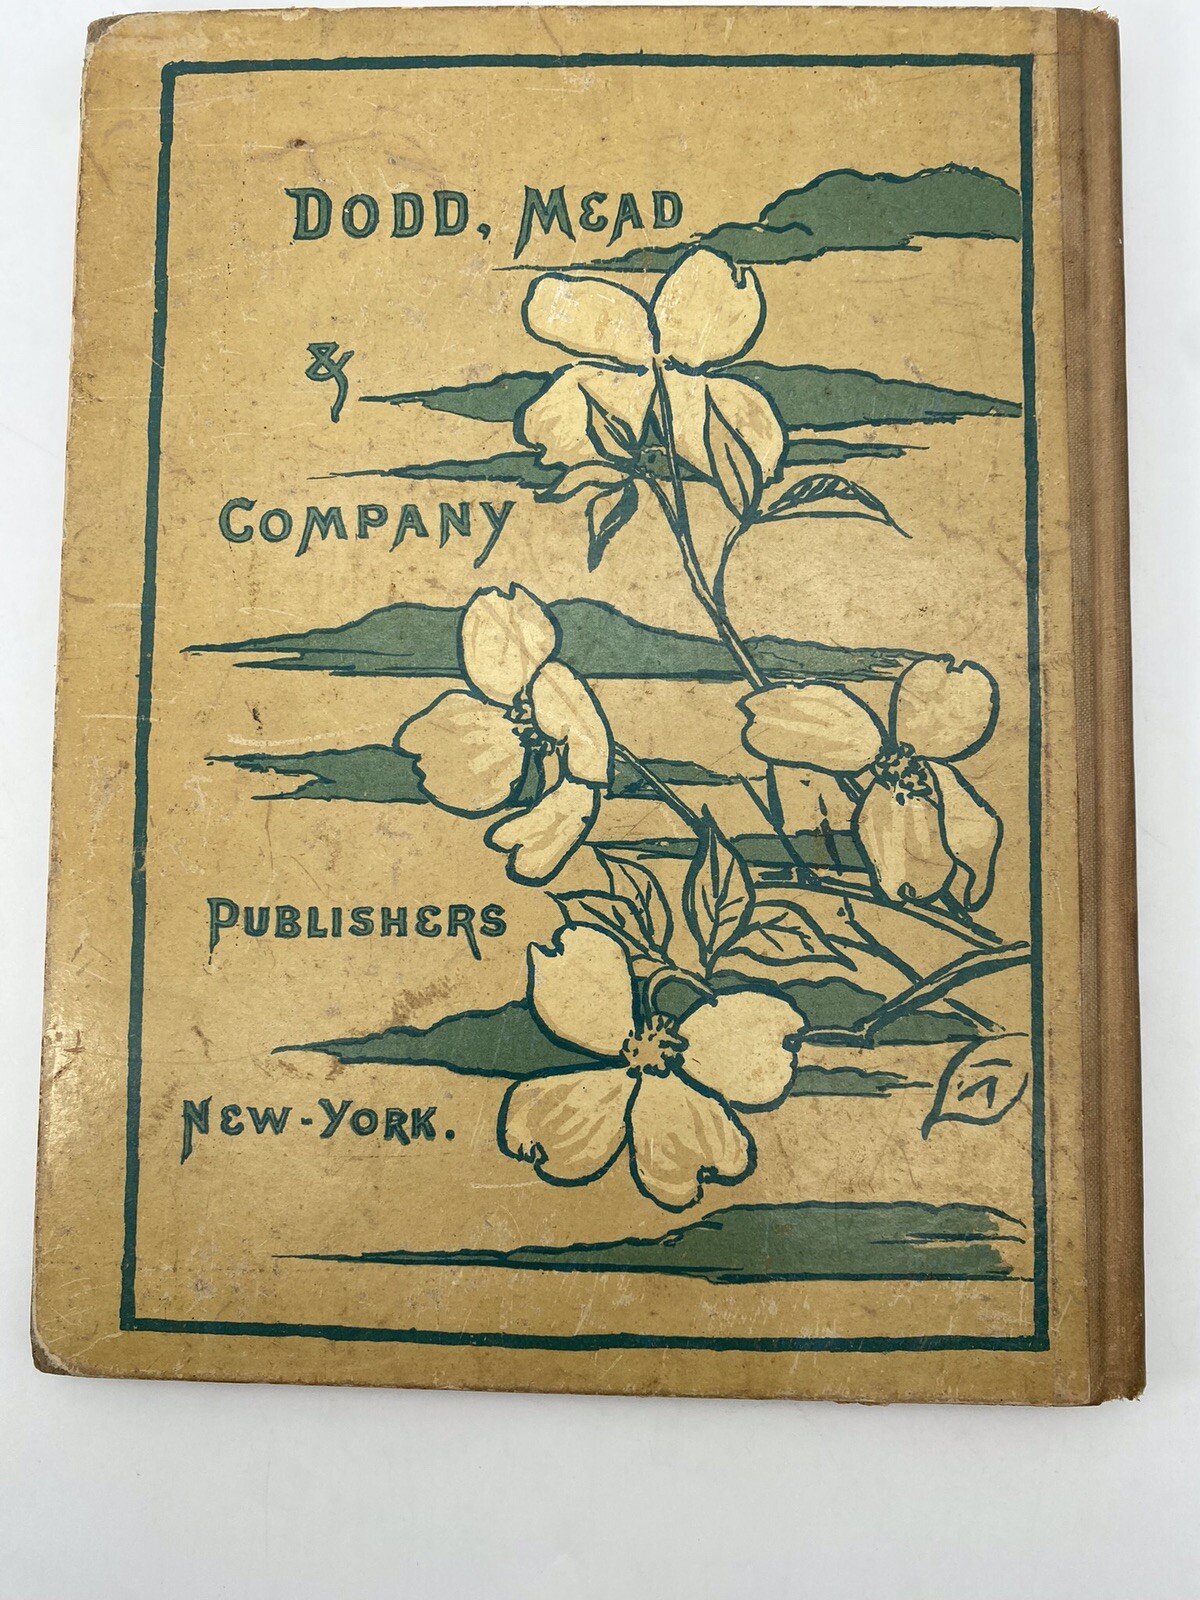 DODD, MEAD
&
COMPANY
PUBLISHERS
NEW-YORK.